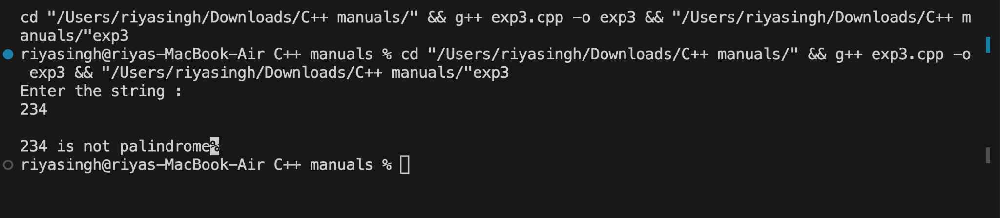 cd "/Users/riyasingh/Downloads/C++ manuals/" && g++ exp3.cpp -o exp3 && "/Users/riyasingh/Downloads/C++ m
anuals/"exp3
riyasingh@riyas-MacBook-Air C++ manuals % cd "/Users/riyasingh/Downloads/C++ manuals/" && g++ exp3.cpp -o
 exp3 && "/Users/riyasingh/Downloads/C++ manuals/"exp3
Enter the string :
234
234 is not palindrome%
riyasingh@riyas-MacBook-Air C++ manuals %